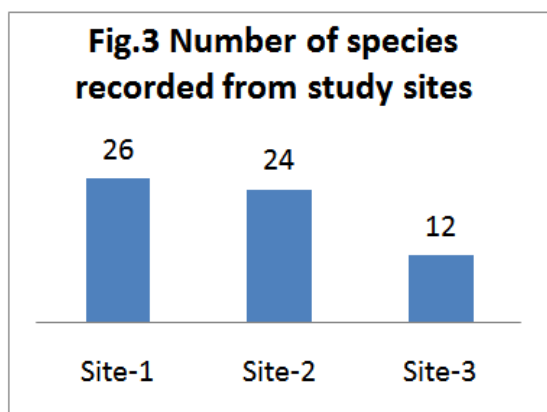 Fig.3 Number of species
recorded from study sites
26
24
12
Site-1 Site-2 Site-3